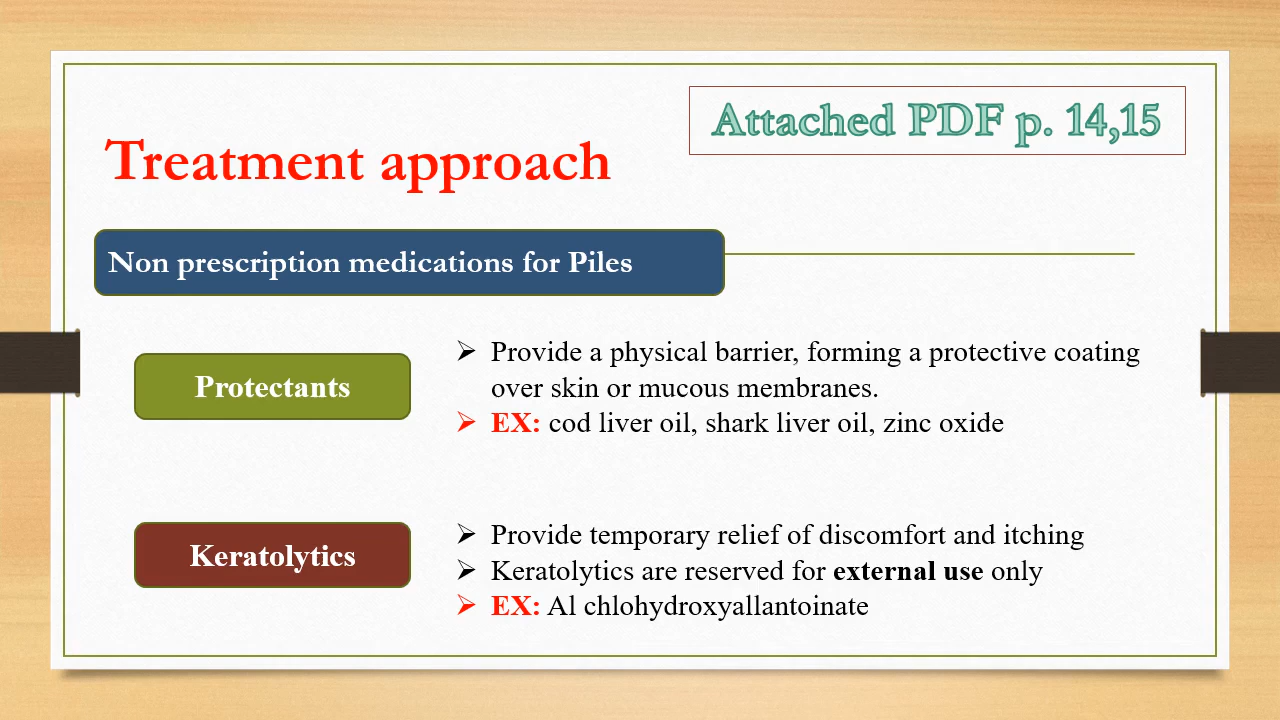 Attached PDF p. 14,15
Treatment approach
Non prescription medications for Piles
Protectants
➢ Provide a physical barrier, forming a protective coating
over skin or mucous membranes.
➢ EX: cod liver oil, shark liver oil, zinc oxide
Keratolytics
➢ Provide temporary relief of discomfort and itching
➢ Keratolytics are reserved for external use only
➢ EX: Al chlohydroxyallantoinate